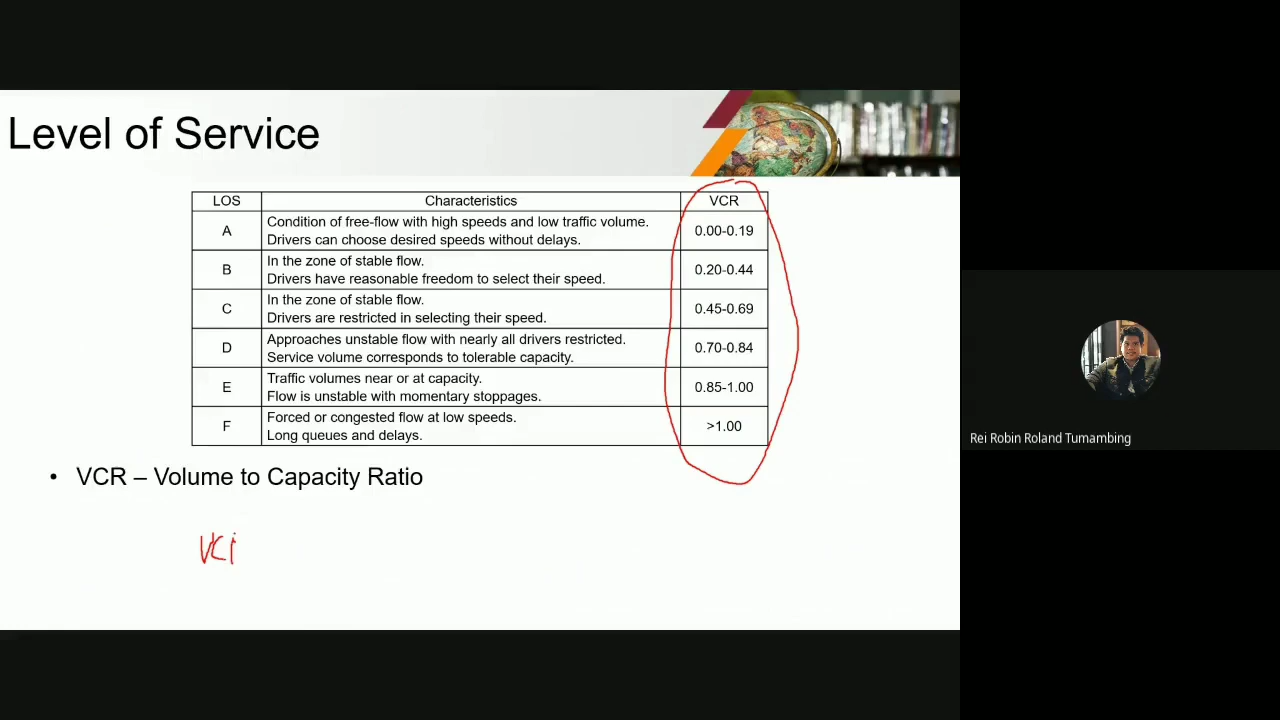 Level of Service
LOS Characteristics VCR
A Condition of free-flow with high speeds and low traffic volume. 0.00-0.19
Drivers can choose desired speeds without delays.
B In the zone of stable flow. 0.20-0.44
Drivers have reasonable freedom to select their speed.
C In the zone of stable flow. 0.45-0.69
Drivers are restricted in selecting their speed.
D Approaches unstable flow with nearly all drivers restricted. 0.70-0.84
Service volume corresponds to tolerable capacity.
E Traffic volumes near or at capacity. 0.85-1.00
Flow is unstable with momentary stoppages.
F Forced or congested flow at low speeds. >1.00
Long queues and delays.
• VCR – Volume to Capacity Ratio
Rei Robin Roland Tumambing